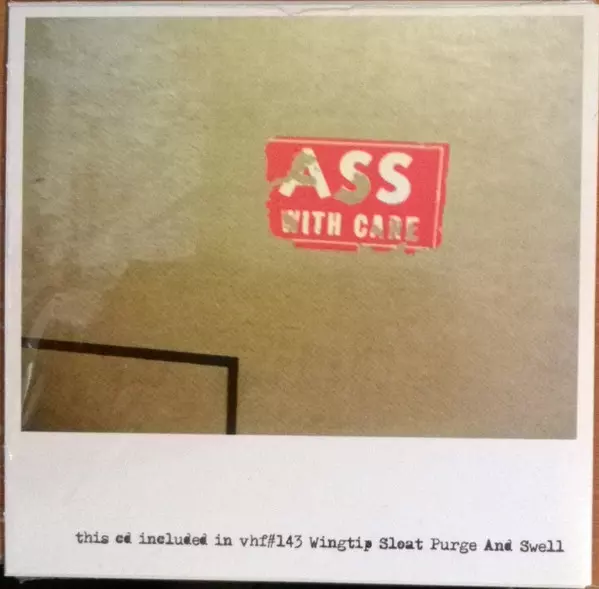 ASS
WITH CARE
this cd included in vhf#143 Wingtip Sloat Purge And Swell